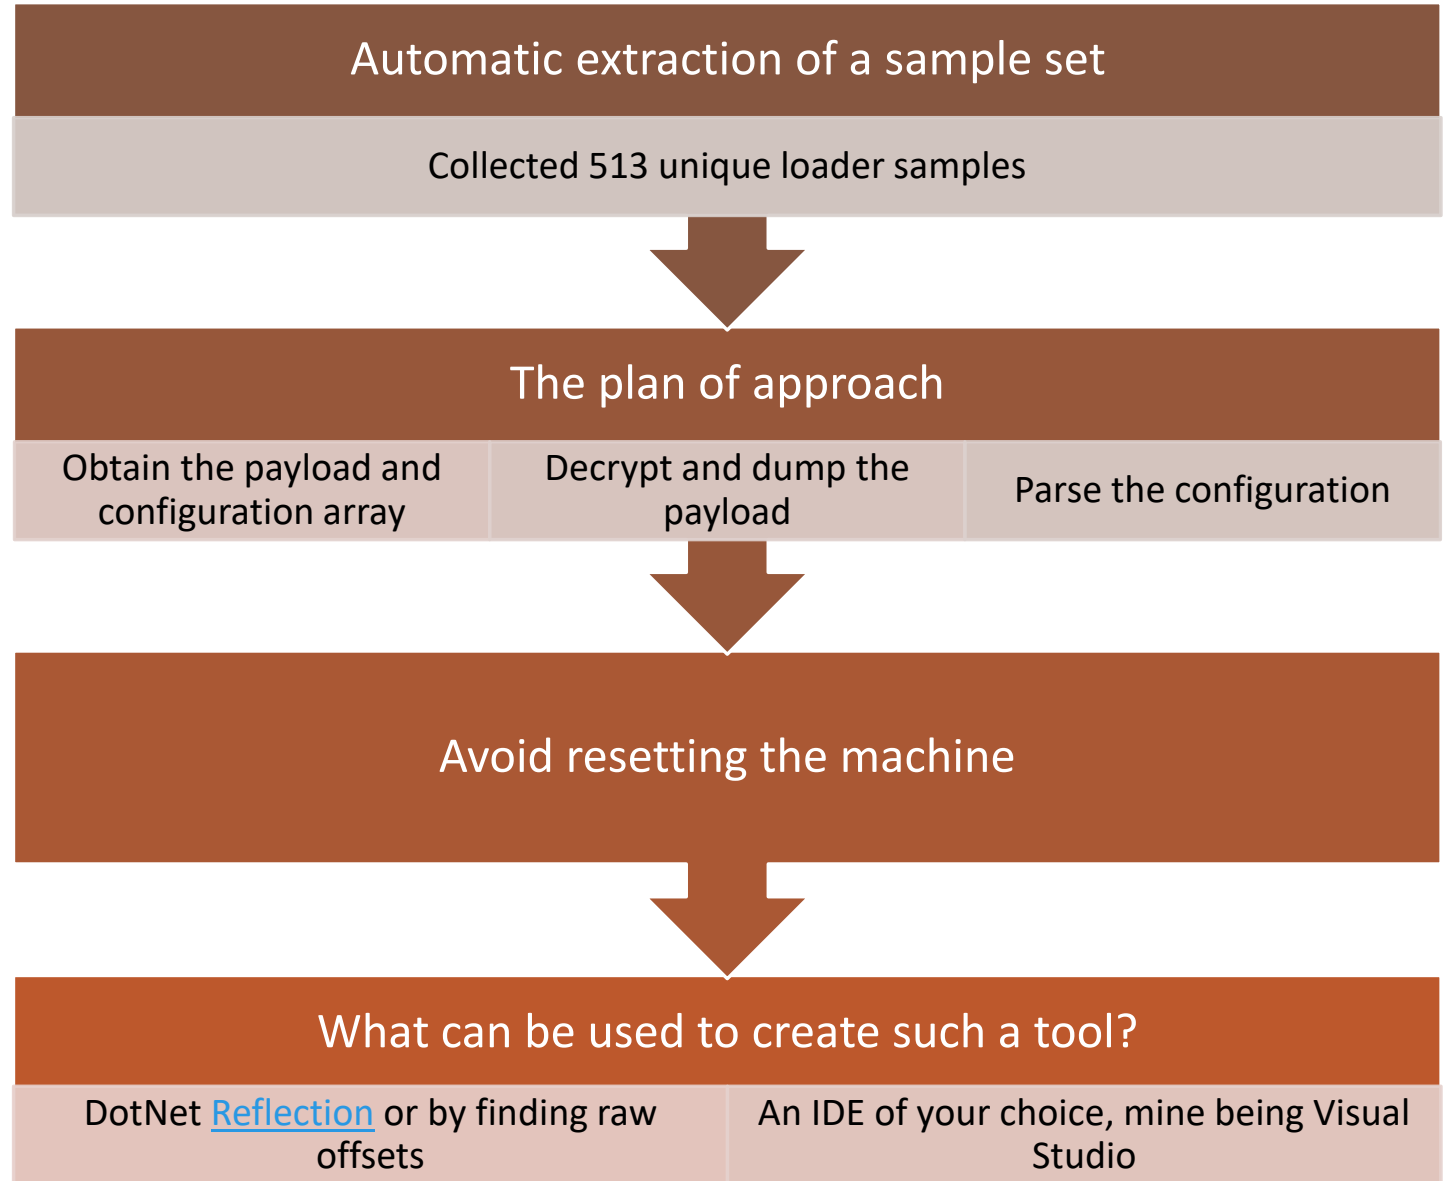 Automatic extraction of a sample set
Collected 513 unique loader samples
The plan of approach
Obtain the payload and
configuration array
Decrypt and dump the
payload
Parse the configuration
Avoid resetting the machine
What can be used to create such a tool?
DotNet Reflection or by finding raw
offsets
An IDE of your choice, mine being Visual
Studio